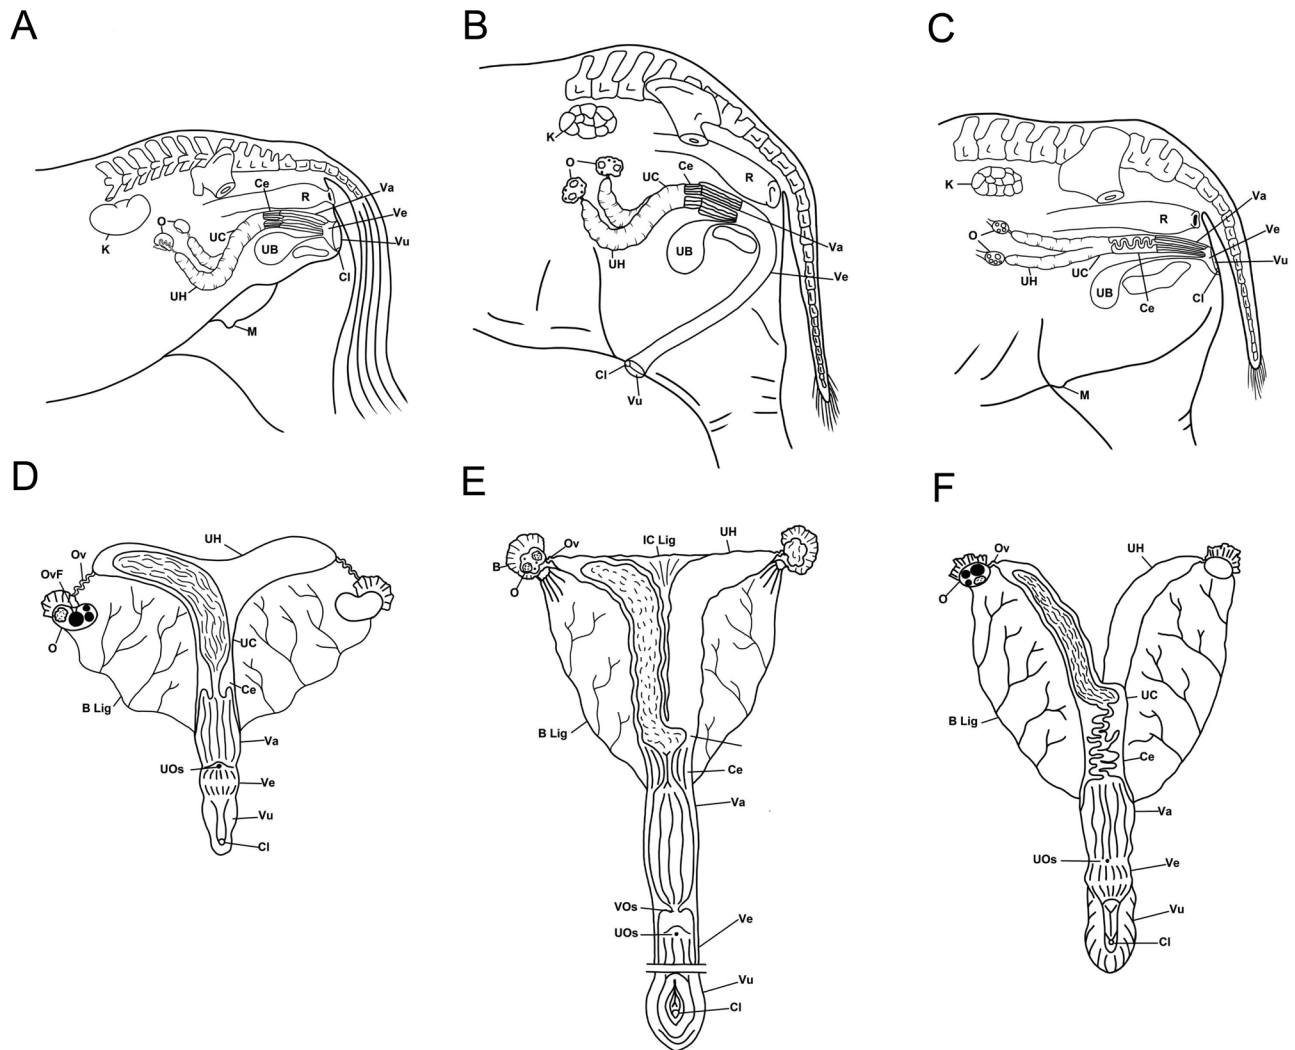 A
B
C
K
O
UC
Ce
R
UB
UH
M
Va
Ve
Vu
Cl
K
O
UC
Ce
R
UB
UH
Va
Ve
Cl
Vu
K
O
R
UC
UH
UB
Ce
Cl
M
Va
Ve
Vu
D
E
F
UH
Ov
OvF
O
UC
Ce
B Lig
Va
UOs
Ve
Vu
Cl
Ov
IC Lig
UH
B
O
B Lig
Ce
Va
VOs
UOs
Ve
Vu
Cl
Ov
UH
O
UC
B Lig
Ce
Va
UOs
Ve
Vu
Cl